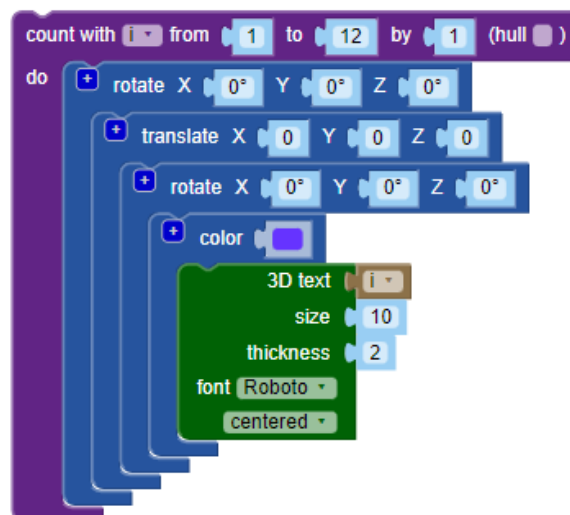 count with i from 1 to 12 by 1 (hull )
do
rotate X 0° Y 0° Z 0°
translate X 0 Y 0 Z 0
rotate X 0° Y 0° Z 0°
color
3D text i
size 10
thickness 2
font Roboto
centered